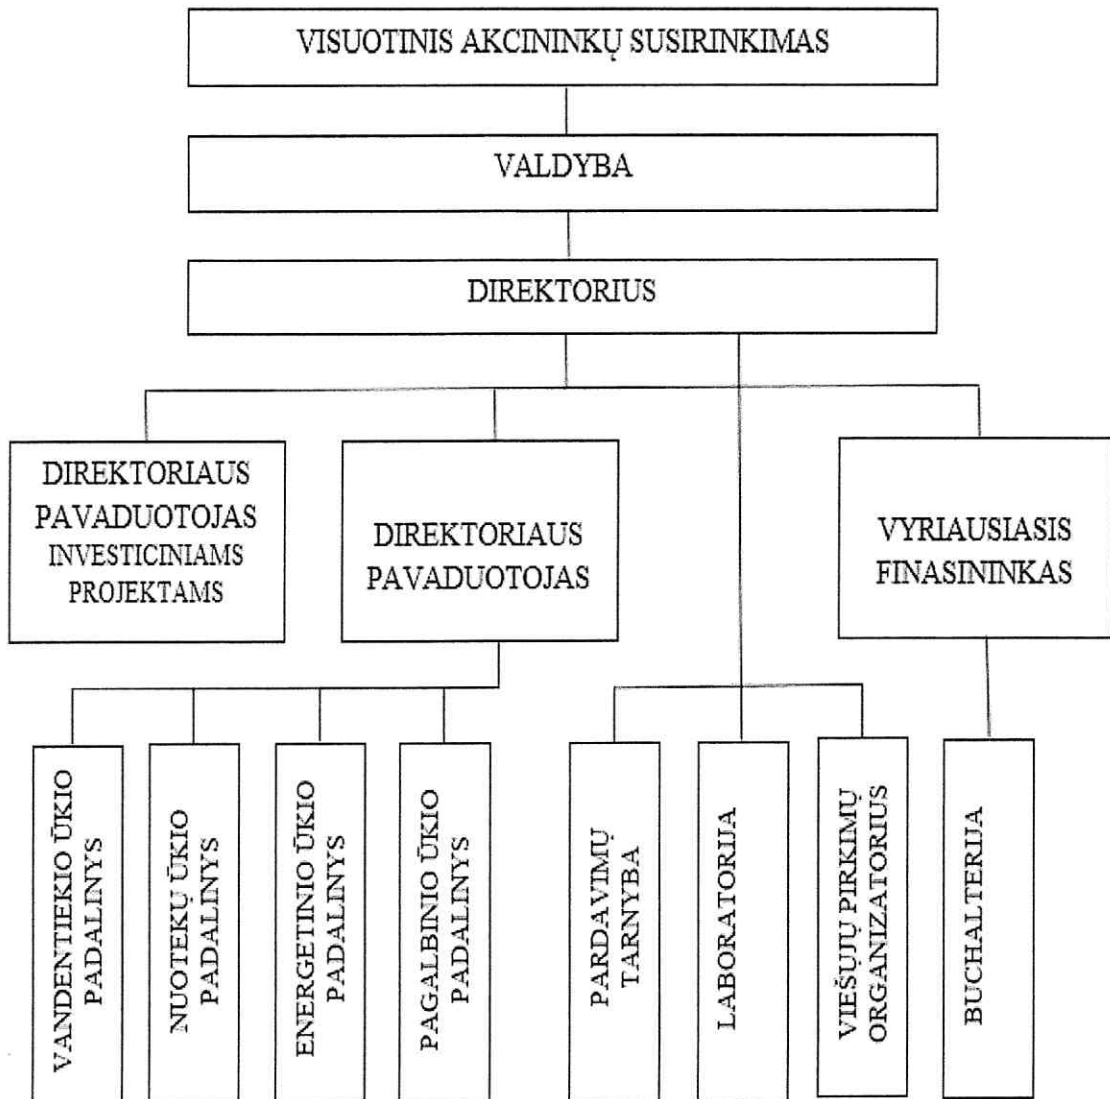 VISUOTINIS AKCININKŲ SUSIRINKIMAS
VALDYBA
DIREKTORIUS
DIREKTORIAUS
PAVADUOTOJAS
INVESTICINIAMS
PROJEKTAMS
DIREKTORIAUS
PAVADUOTOJAS
VYRIAUSIASIS
FINASININKAS
VANDENTIEKIO ŪKIO
PADALINYS
NUOTEKŲ ŪKIO
PADALINYS
ENERGETINIO ŪKIO
PADALINYS
PAGALBINIO ŪKIO
PADALINYS
PARDAVIMŲ
TARNYBA
LABORATORIJA
VIEŠŲJŲ PIRKIMŲ
ORGANIZATORIUS
BUCHALTERIJA